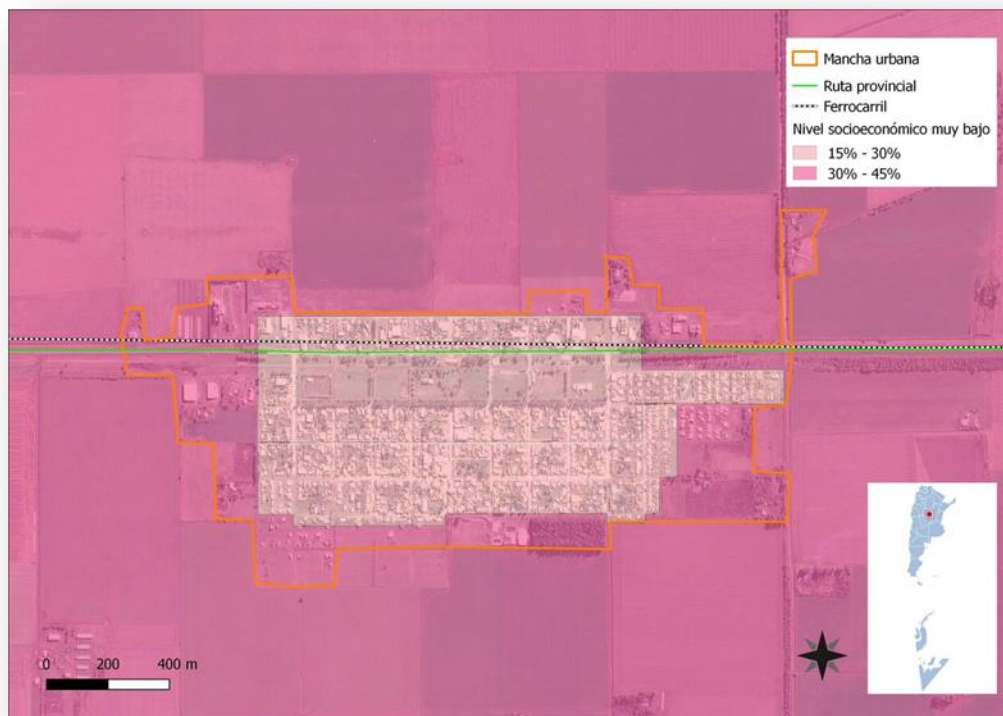 Mancha urbana
Ruta provincial
Ferrocarril
Nivel socioeconómico muy bajo
15% - 30%
30% - 45%
0 200 400 m